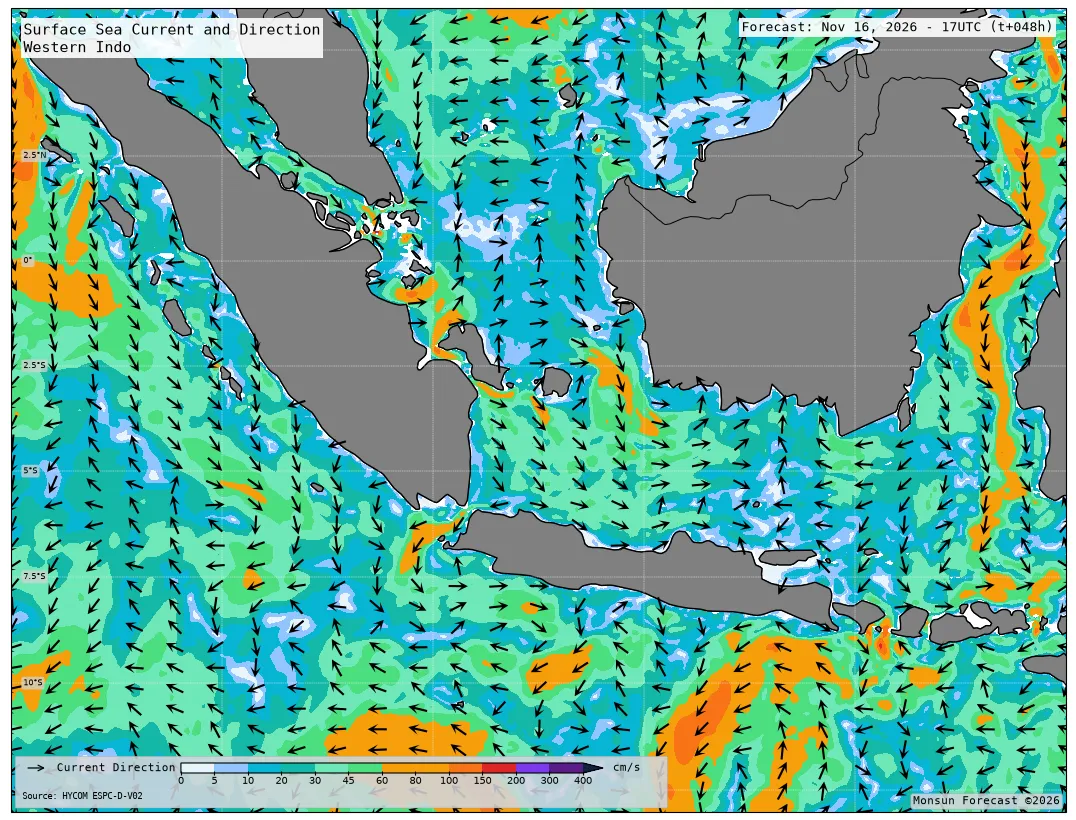 Surface Sea Current and Direction
Western Indo
Forecast: Nov 16, 2026 - 17UTC (t+048h)
2.5°N
0°
2.5°S
5°S
7.5°S
10°S
Current Direction
0 5 10 20 30 45 60 80 100 150 200 300 400 cm/s
Source: HYCOM ESPC-D-V02
Monsun Forecast ©2026